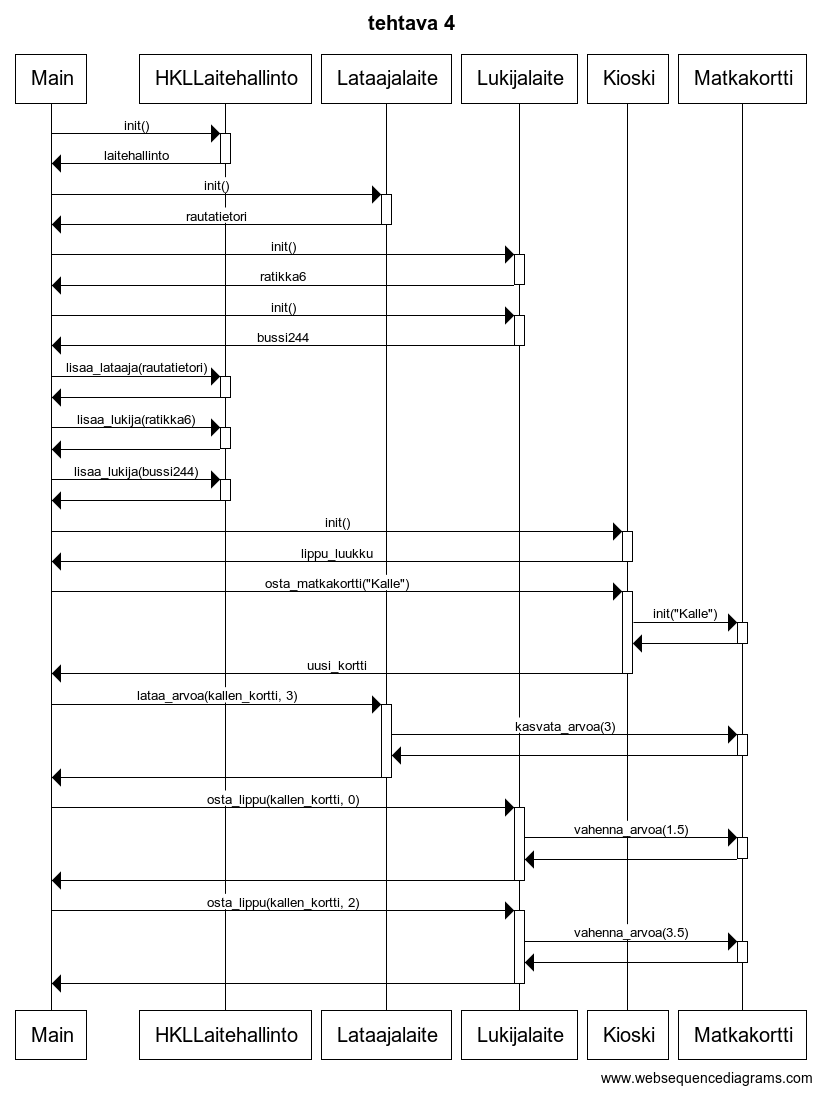 tehtava 4
Main HKLLaitehallinto Lataajalaite Lukijalaite Kioski Matkakortti
init()
laitehallinto
init()
rautatietori
init()
ratikka6
init()
bussi244
lisaa_lataaja(rautatietori)
lisaa_lukija(ratikka6)
lisaa_lukija(bussi244)
init()
lippu_luukku
osta_matkakortti("Kalle")
init("Kalle")
uusi_kortti
lataa_arvoa(kallen_kortti, 3)
kasvata_arvoa(3)
osta_lippu(kallen_kortti, 0)
vahenna_arvoa(1.5)
osta_lippu(kallen_kortti, 2)
vahenna_arvoa(3.5)
Main HKLLaitehallinto Lataajalaite Lukijalaite Kioski Matkakortti
www.websequencediagrams.com